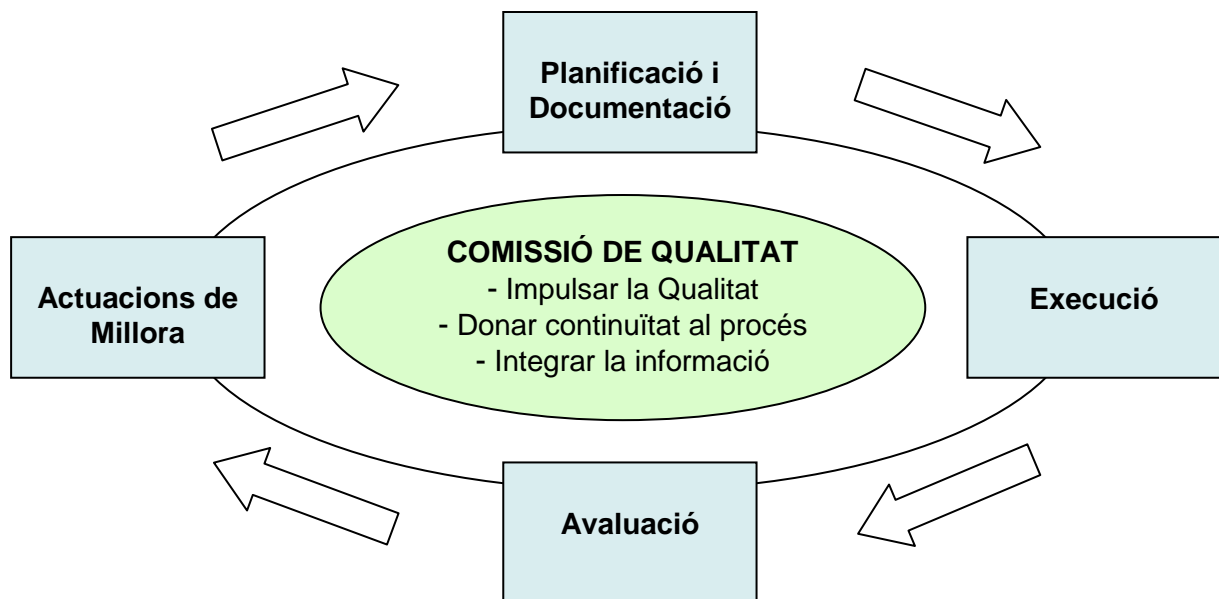 Planificació i
Documentació
COMISSIÓ DE QUALITAT
- Impulsar la Qualitat
- Donar continuïtat al procés
- Integrar la informació
Actuacions de
Millora
Execució
Avaluació